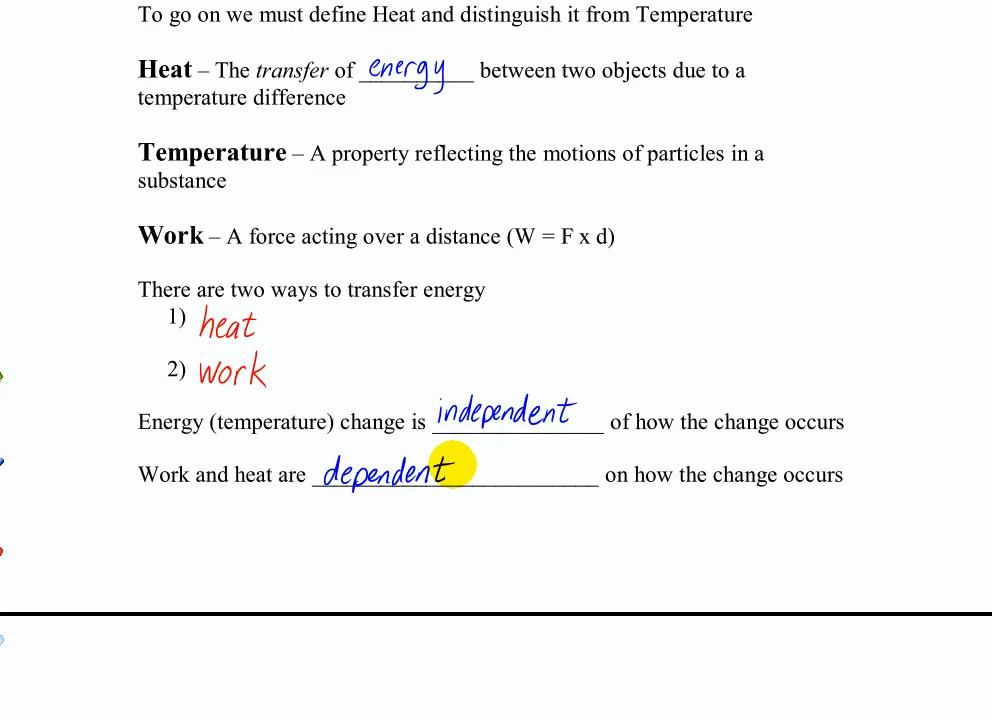 To go on we must define Heat and distinguish it from Temperature
Heat – The transfer of energy between two objects due to a
temperature difference
Temperature – A property reflecting the motions of particles in a
substance
Work – A force acting over a distance (W = F x d)
There are two ways to transfer energy
1) heat
2) work
Energy (temperature) change is independent of how the change occurs
Work and heat are dependent on how the change occurs